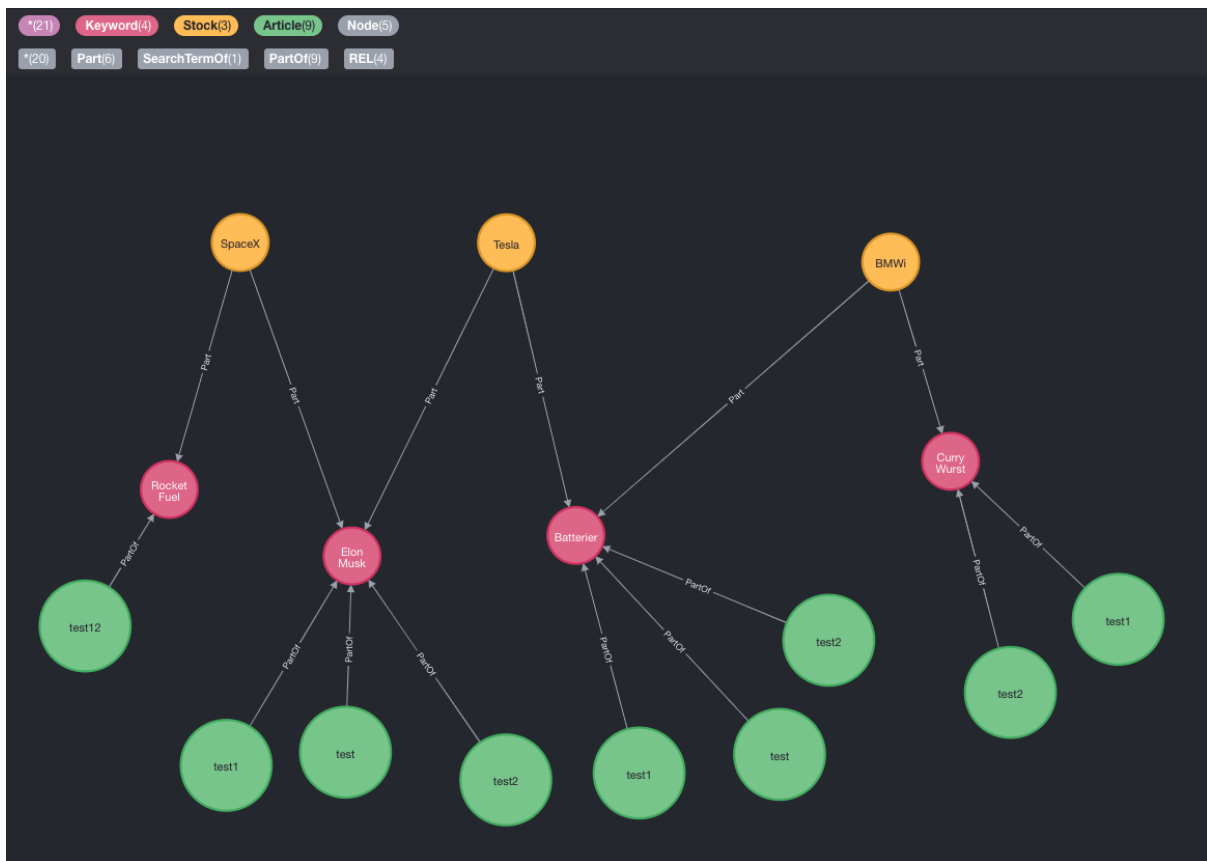 *(21) Keyword(4) Stock(3) Article(9) Node(5)
*(20) Part(6) SearchTermOf(1) PartOf(9) REL(4)
SpaceX
Tesla
BMWi
Part
Part
Part
Part
Part
Part
Rocket
Fuel
Elon
Musk
Batterier
Curry
Wurst
PartOf
PartOf
PartOf
PartOf
PartOf
PartOf
PartOf
PartOf
PartOf
test12
test1
test
test2
test1
test
test2
test2
test1